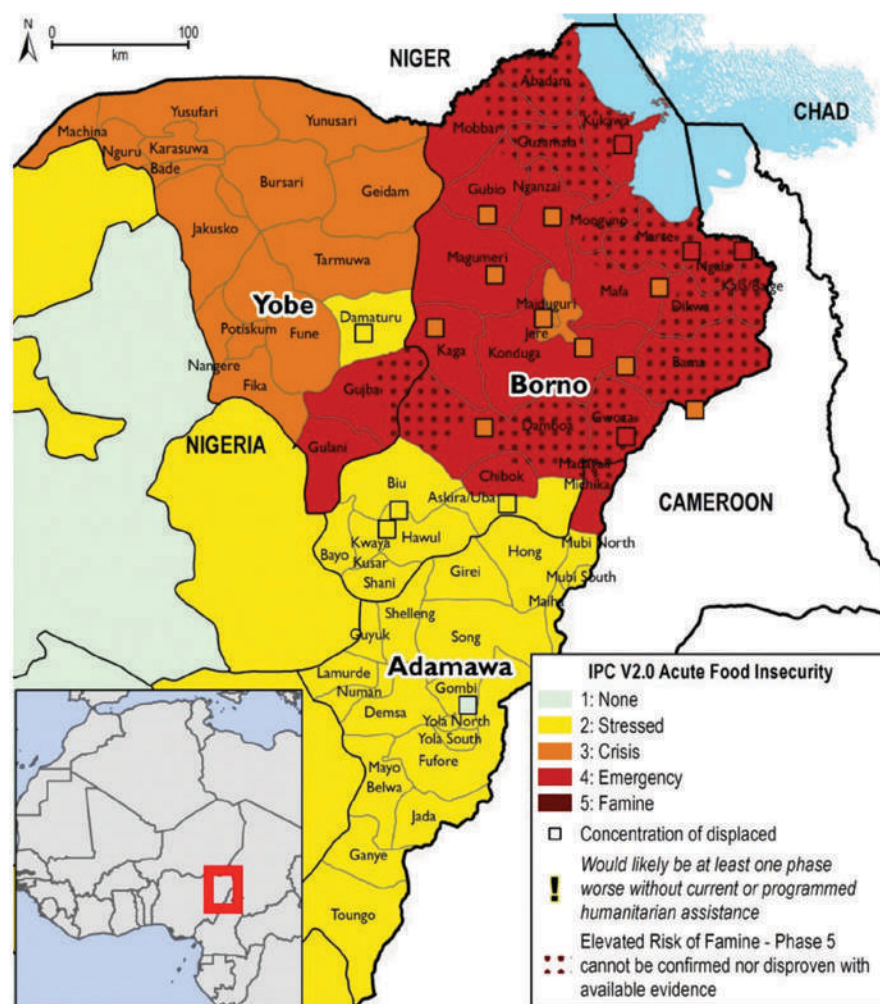 N
0
100
km
NIGER
CHAD
Abadam
Kukawa
Yusufari
Machina
Yunusari
Mobbar
Nguru
Karasuwa
Guzamala
Bade
Bursari
Geidam
Gubio
Nganzai
Monguno
Jakusko
Marte
Ngala
Tarmuwa
Magumeri
Kala/Balge
Mafa
Yobe
Dikwa
Maiduguri
Damaturu
Jere
Potiskum
Fune
Kaga
Konduga
Bama
Nangere
Gujba
Borno
Fika
Gwoza
Damboa
NIGERIA
Gulani
Madagali
Chibok
Michika
Biu
Askira/Uba
CAMEROON
Kwaya
Kusar
Hawul
Hong
Mubi North
Bayo
Girei
Mubi South
Shani
Maiha
Shelleng
Guyuk
Song
Adamawa
Lamurde
Numan
Gombi
Demsa
Yola North
Yola South
Fufore
Mayo
Belwa
Jada
Ganye
Toungo
IPC V2.0 Acute Food Insecurity
1: None
2: Stressed
3: Crisis
4: Emergency
5: Famine
Concentration of displaced
! Would likely be at least one phase
worse without current or programmed
humanitarian assistance
Elevated Risk of Famine - Phase 5
cannot be confirmed nor disproven with
available evidence